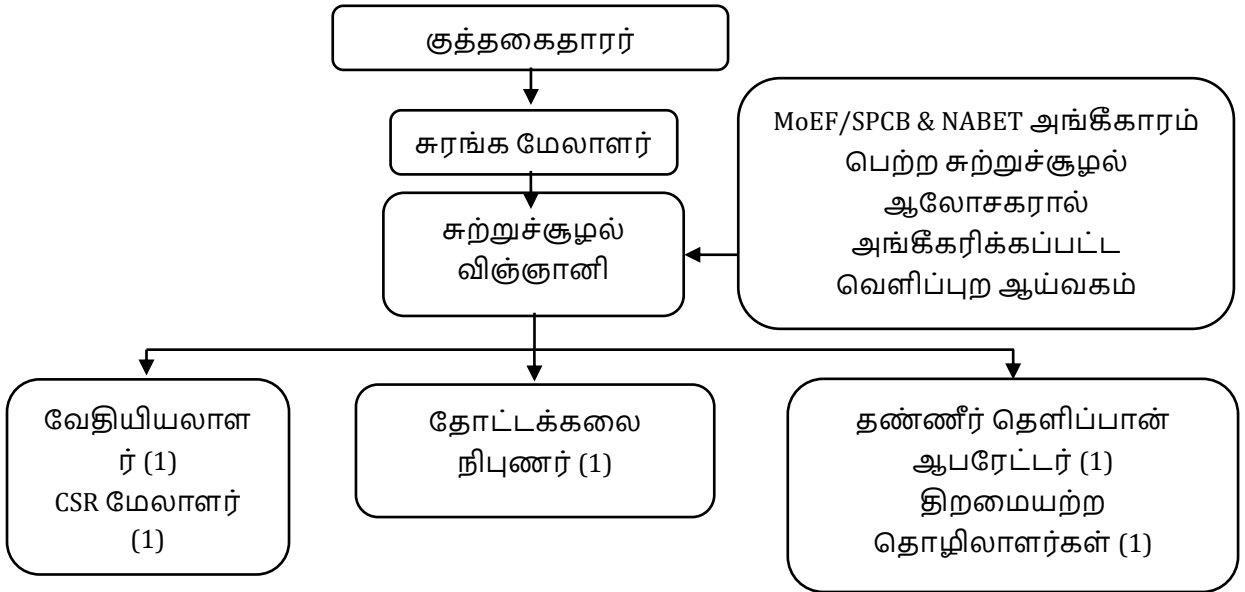 குத்தகைதாரர்
சுரங்க மேலாளர்
MoEF/SPCB & NABET அங்கீகாரம்
பெற்ற சுற்றுச்சூழல்
ஆலோசகரால்
அங்கீகரிக்கப்பட்ட
வெளிப்புற ஆய்வகம்
சுற்றுச்சூழல்
விஞ்ஞானி
வேதியியலாள
ர் (1)
CSR மேலாளர்
(1)
தோட்டக்கலை
நிபுணர் (1)
தண்ணீர் தெளிப்பான்
ஆபரேட்டர் (1)
திறமையற்ற
தொழிலாளர்கள் (1)